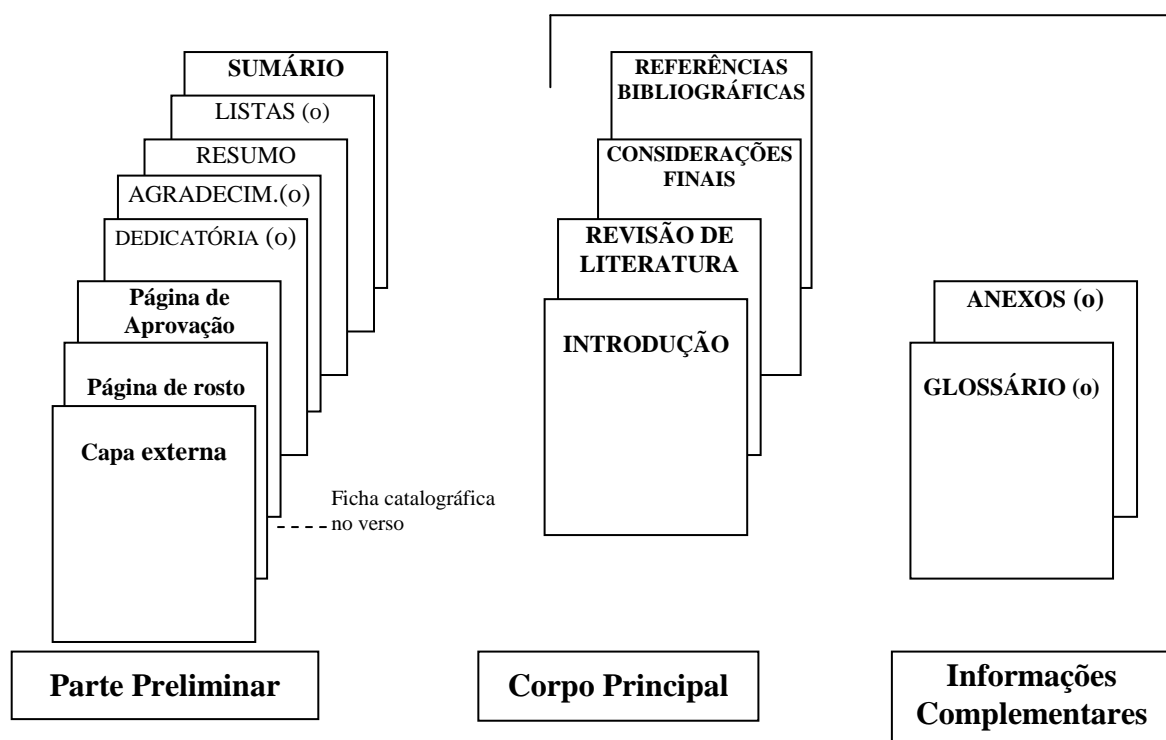 SUMÁRIO
LISTAS (o)
RESUMO
AGRADECIM.(o)
DEDICATÓRIA (o)
Página de
Aprovação
Página de rosto
Capa externa
Ficha catalográfica
no verso
Parte Preliminar
REFERÊNCIAS
BIBLIOGRÁFICAS
CONSIDERAÇÕES
FINAIS
REVISÃO DE
LITERATURA
INTRODUÇÃO
Corpo Principal
ANEXOS (o)
GLOSSÁRIO (o)
Informações
Complementares